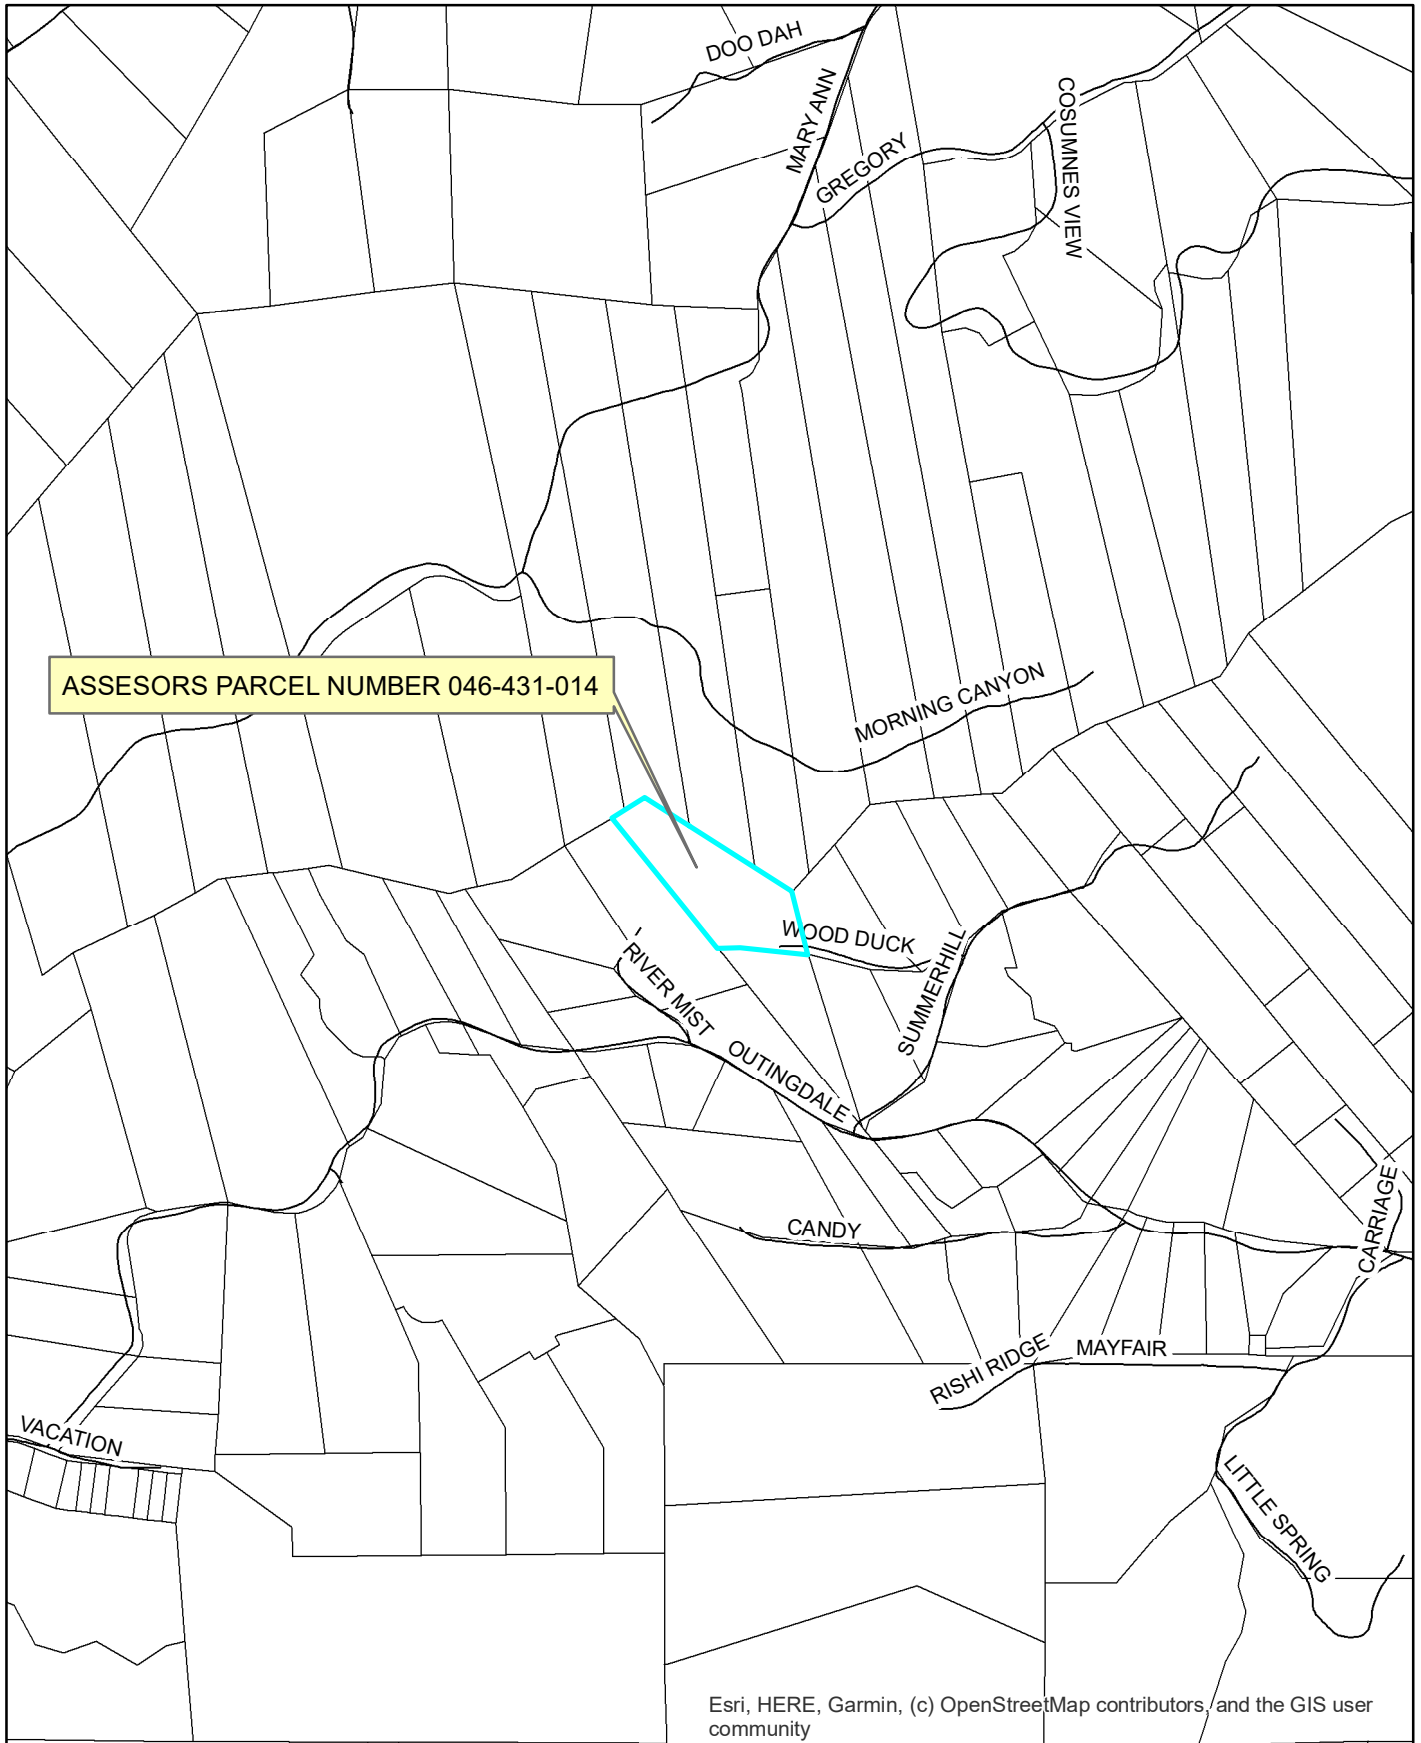 DOO DAH
MARY ANN
GREGORY
COSUMNES VIEW
ASSESORS PARCEL NUMBER 046-431-014
MORNING CANYON
WOOD DUCK
RIVER MIST
SUMMERHILL
OUTINGDALE
CARRIAGE
CANDY
RISHI RIDGE
MAYFAIR
VACATION
LITTLE SPRING
Esri, HERE, Garmin, (c) OpenStreetMap contributors, and the GIS user
community